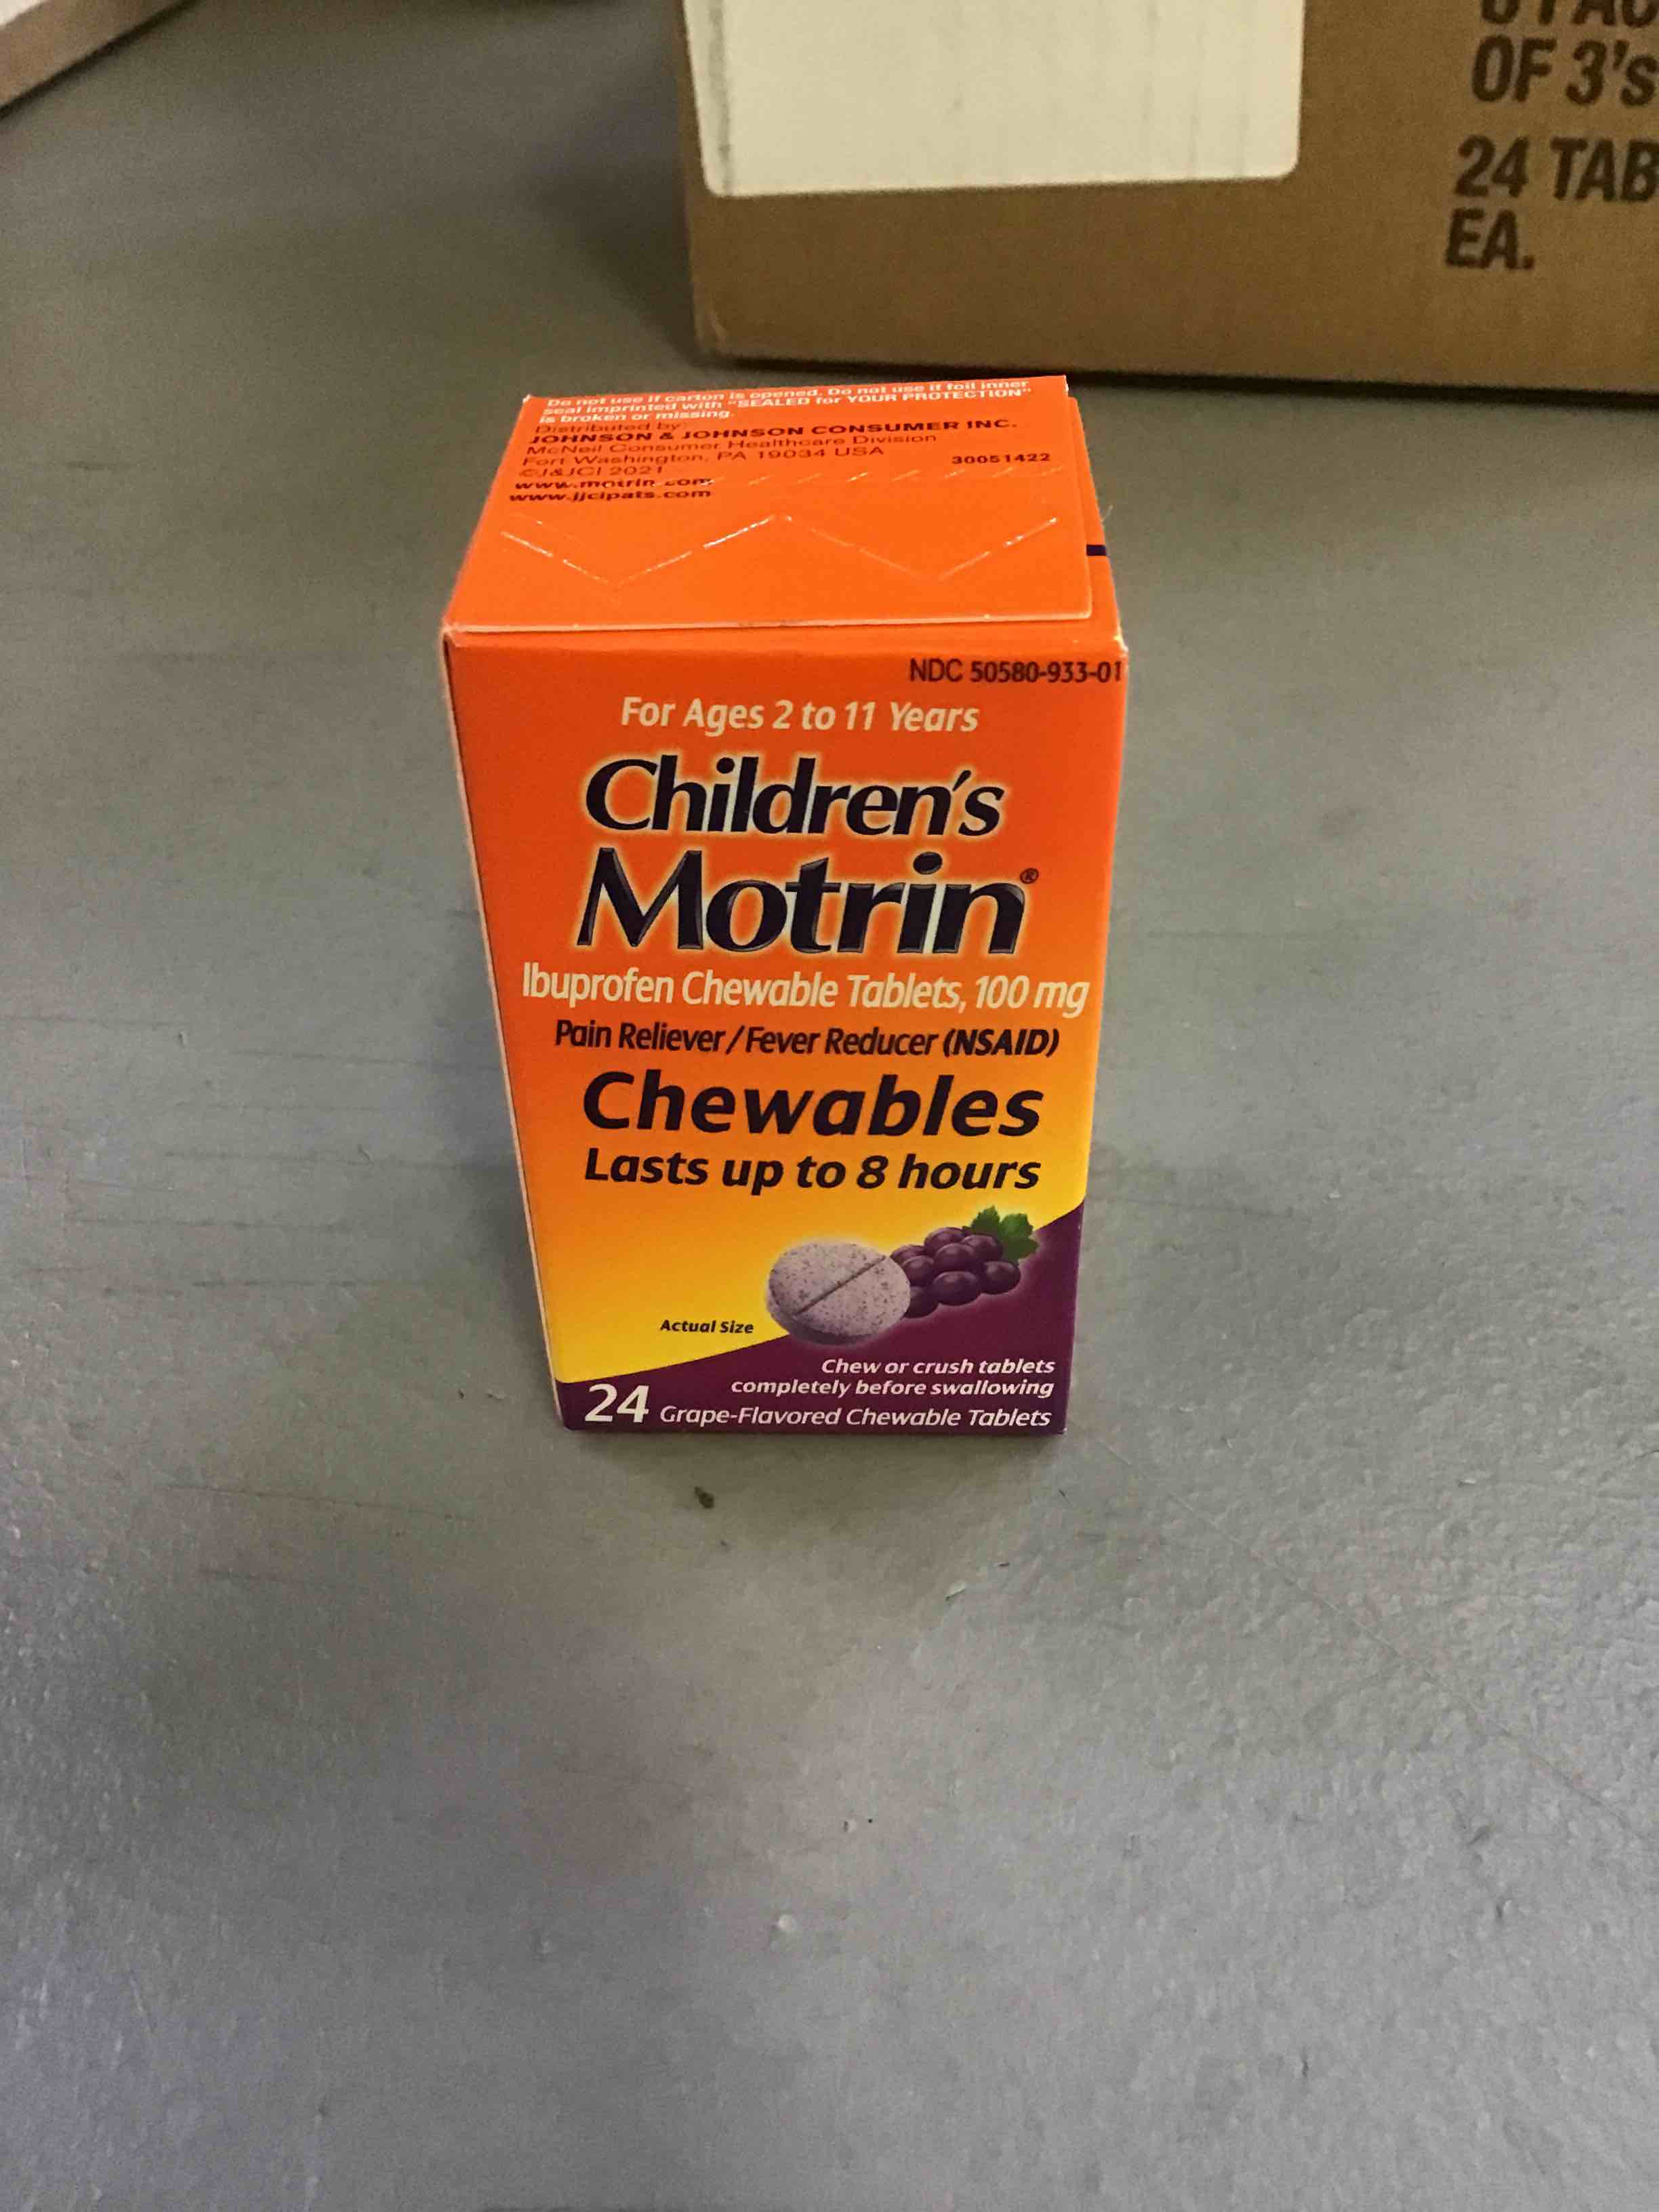 OF 3's
24 TAB
EA.
Do not use if carton is opened. Do not use if foil inner
seal imprinted with "SEALED for YOUR PROTECTION"
is broken or missing.
Distributed by:
JOHNSON & JOHNSON CONSUMER INC.
McNeil Consumer Healthcare Division
Fort Washington, PA 19034 USA
©J&JCI 2021
30051422
www.motrin.com
www.jjcipats.com
NDC 50580-933-01
For Ages 2 to 11 Years
Children's
Motrin®
Ibuprofen Chewable Tablets, 100 mg
Pain Reliever/Fever Reducer (NSAID)
Chewables
Lasts up to 8 hours
Actual Size
Chew or crush tablets
completely before swallowing
24 Grape-Flavored Chewable Tablets